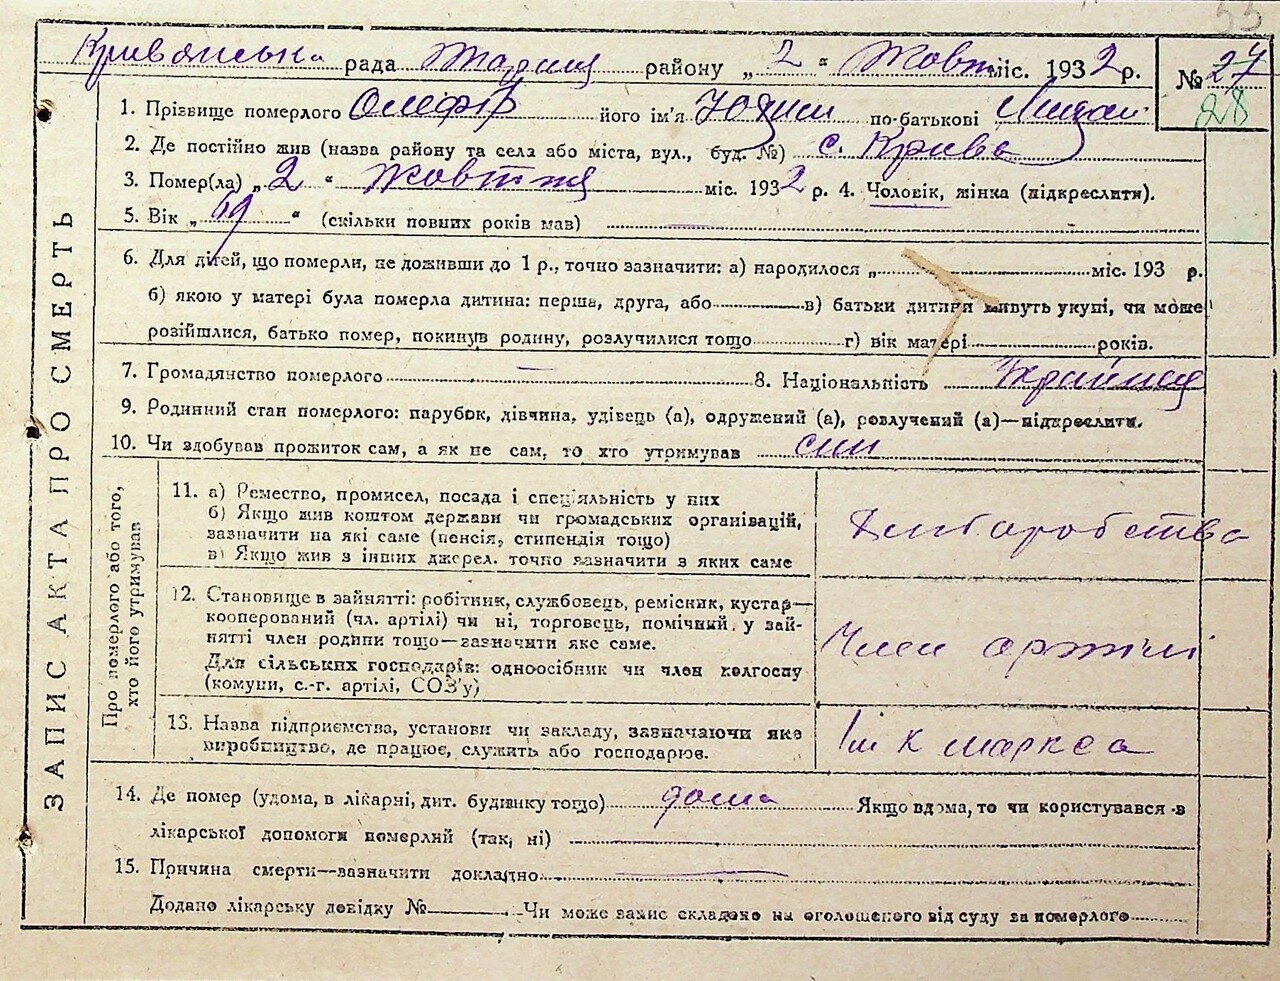 53
Кривянська рада Таращ району „ 2 “ Жовт міс. 1932 р. № 27
28
1. Прізвище померлого Олефір його ім'я Юхим по-батькові
2. Де постійно жив (назва району та села або міста, вул., буд. №) с. Крива
3. Помер(ла) „ 2 “ Жовтня міс. 1932 р. 4. Чоловік, жінка (підкреслити).
5. Вік „ 69 “ (скільки повних років мав)
6. Для дітей, що померли, не доживши до 1 р., точно зазначити: а) народилося „ міс. 193 р.
б) якою у матері була померла дитина: перша, друга, або в) батьки дитини живуть укупі, чи може
розійшлися, батько помер, покинув родину, розлучилися тощо г) вік матері років.
7. Громадянство померлого — 8. Національність Українец
9. Родинний стан померлого: парубок, дівчина, удівець (а), одружений (а), розлучений (а)—підкреслити.
10. Чи здобував прожиток сам, а як не сам, то хто утримував син
ЗАПИС АКТА ПРО СМЕРТЬ
Про померлого або того, хто його утримував
11. а) Ремество, промисел, посада і спеціяльність у них
б) Якщо жив коштом держави чи громадських організацій,
зазначити на які саме (пенсія, стипендія тощо)
в) Якщо жив з інших джерел. точно зазначити з яких саме
Хлібаробства
12. Становище в зайнятті: робітник, службовець, ремісник, кустар—
кооперований (чл. артілі) чи ні, торговець, помічний у зай-
нятті член родини тощо—зазначити яке саме.
Для сільських господарів: одноосібник чи член колгоспу
(комуни, с.-г. артілі, СОЗ'у)
Член артілі
13. Назва підприємства, установи чи закладу, зазначаючи яке
виробництво, де працює, служить або господарює.
Ім К маркса
14. Де помер (удома, в лікарні, дит. будинку тощо) дома Якщо вдома, то чи користувався в
лікарської допомоги померлий (так, ні)
15. Причина смерти—зазначити докладно
Додано лікарську довідку № Чи може запис складено на оголошеного від суду за померлого